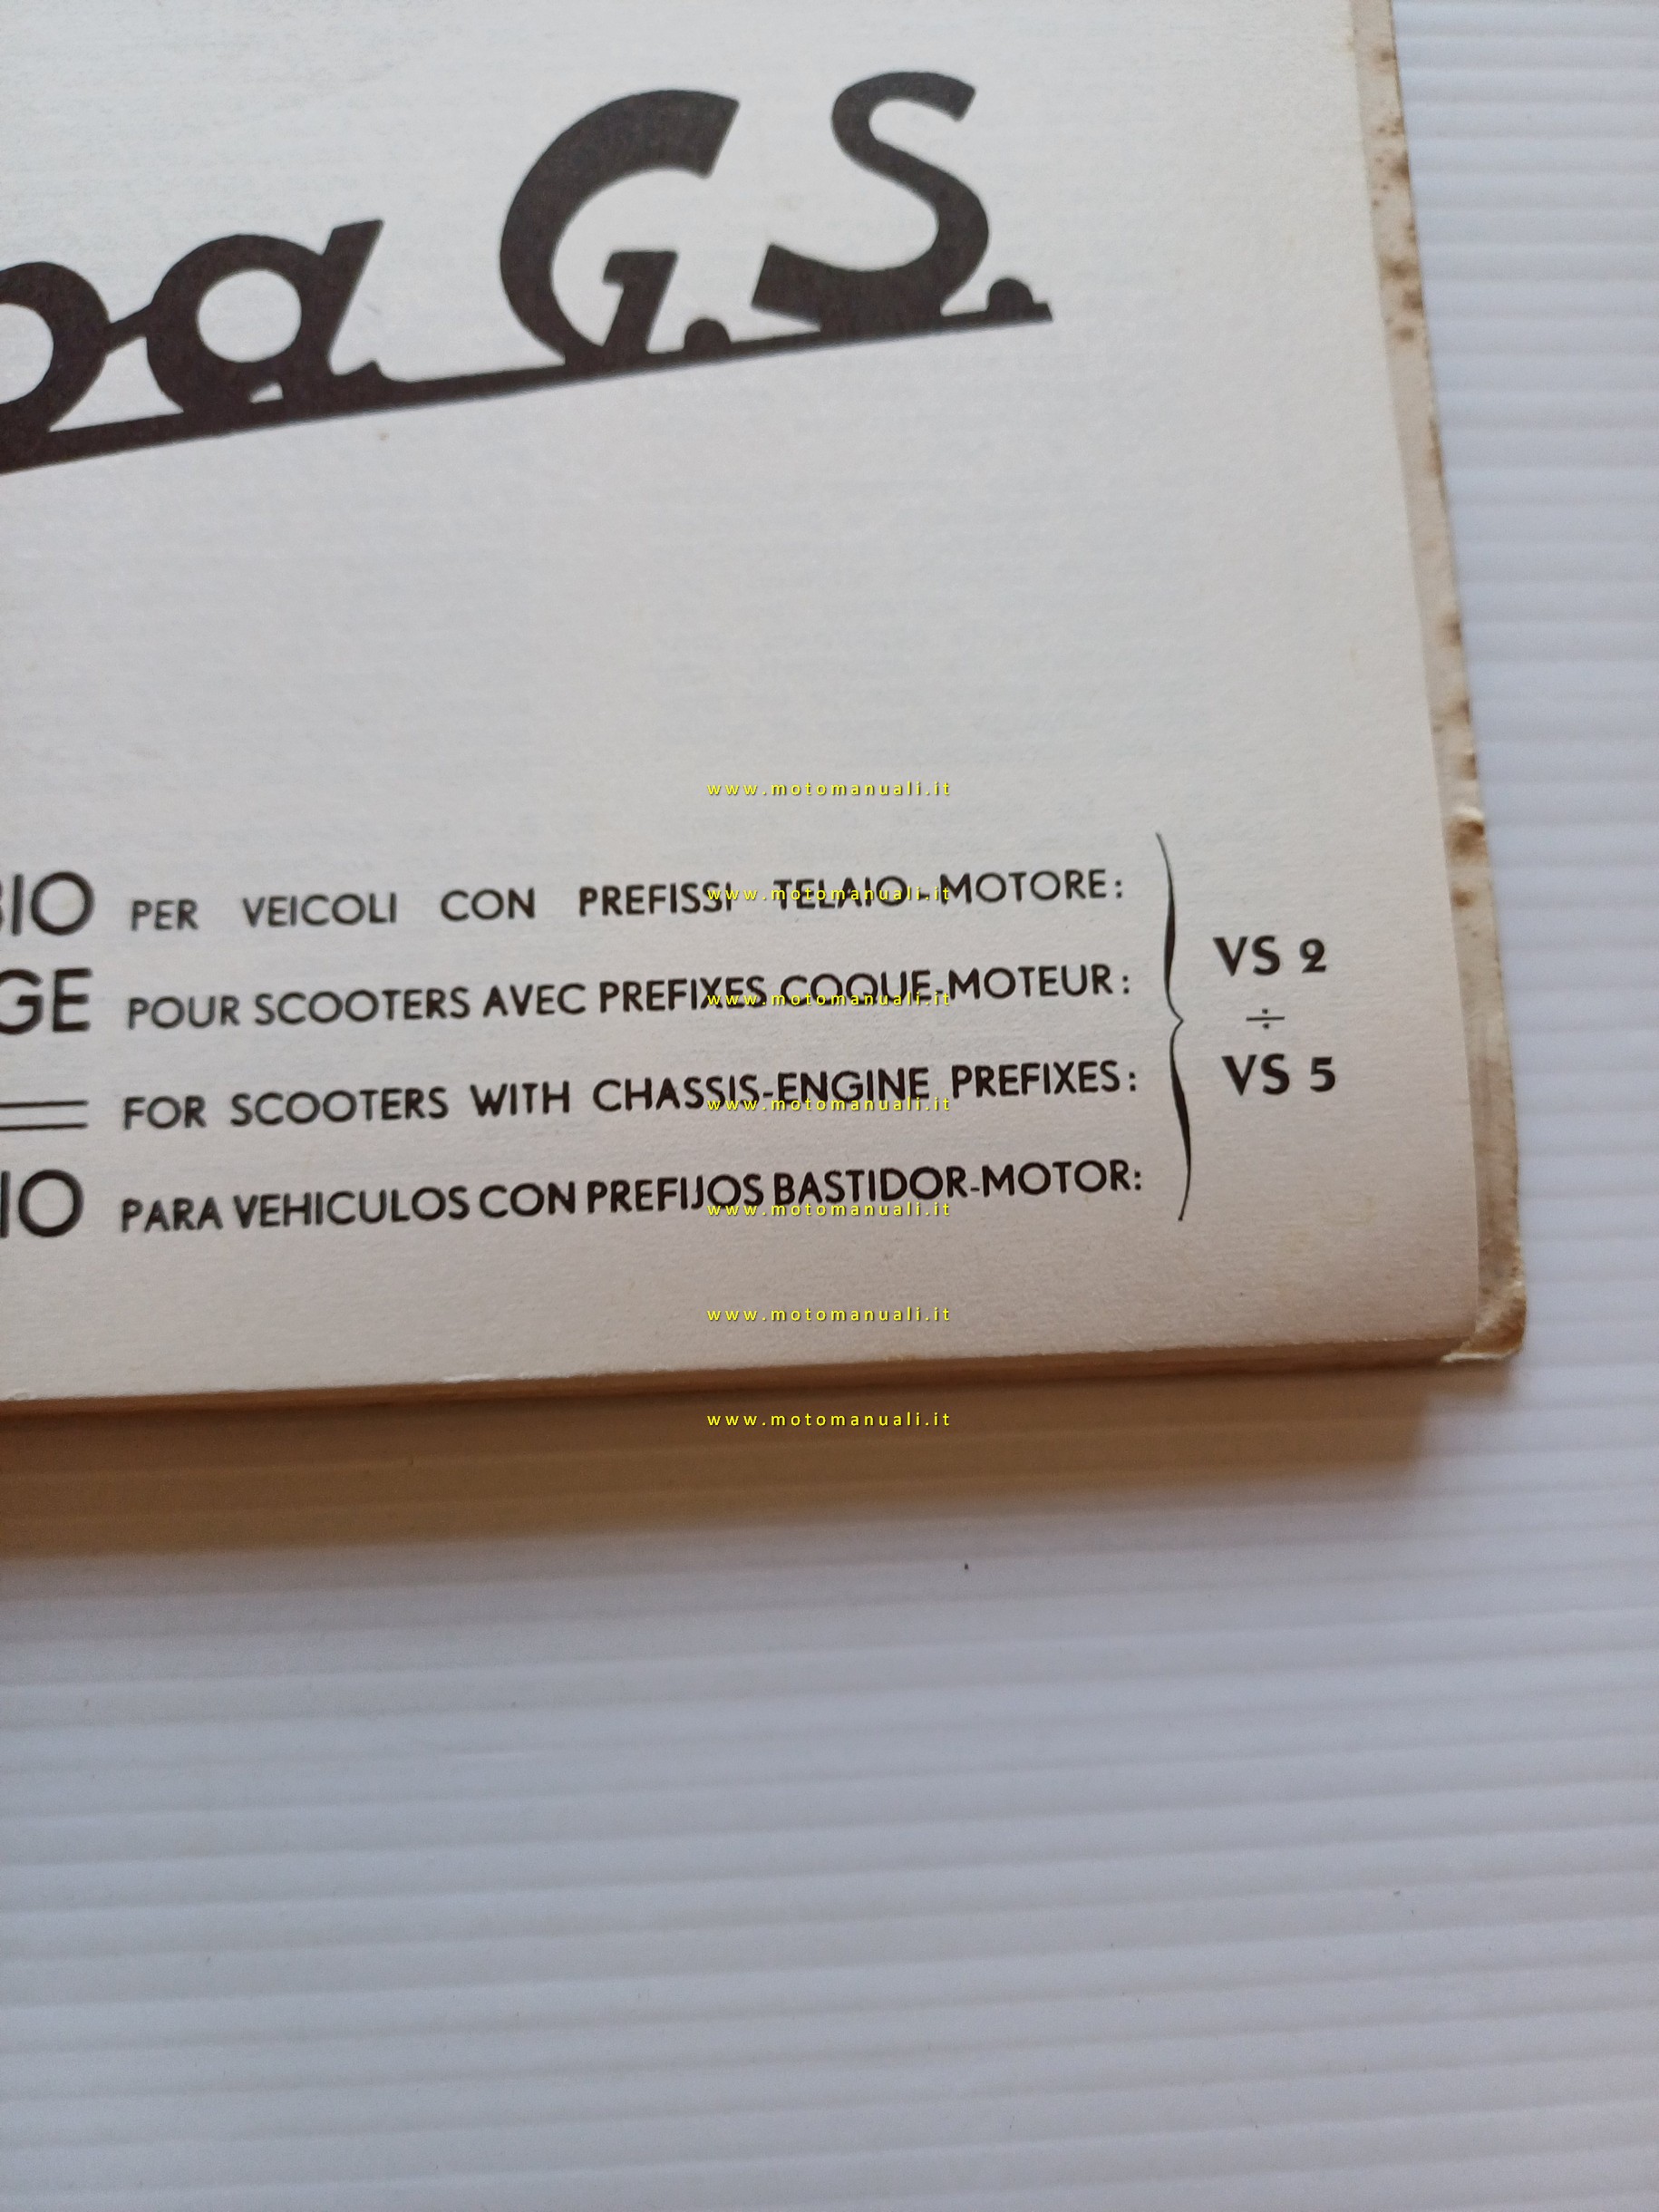 pa G.S.
www.motomanuali.it
BIO PER VEICOLI CON PREFISSI TELAIO-MOTORE:
www.motomanuali.it
GE POUR SCOOTERS AVEC PREFIXES COQUE-MOTEUR:
www.motomanuali.it
FOR SCOOTERS WITH CHASSIS-ENGINE PREFIXES:
www.motomanuali.it
IO PARA VEHICULOS CON PREFIJOS BASTIDOR-MOTOR:
www.motomanuali.it
VS 2
÷
VS 5
www.motomanuali.it
www.motomanuali.it